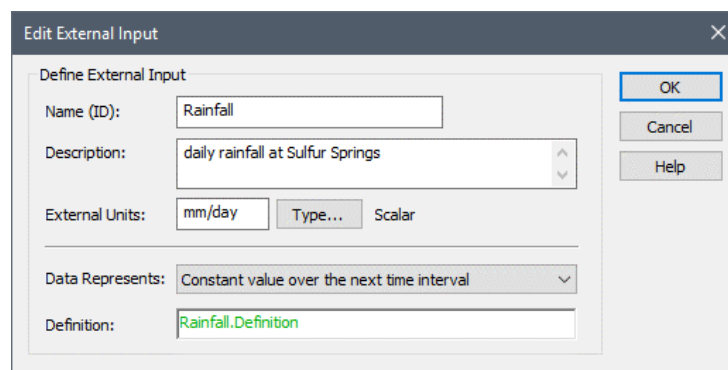 Edit External Input
Define External Input
Name (ID): Rainfall
OK
Cancel
Description: daily rainfall at Sulfur Springs
Help
External Units: mm/day Type... Scalar
Data Represents: Constant value over the next time interval
Definition: Rainfall.Definition